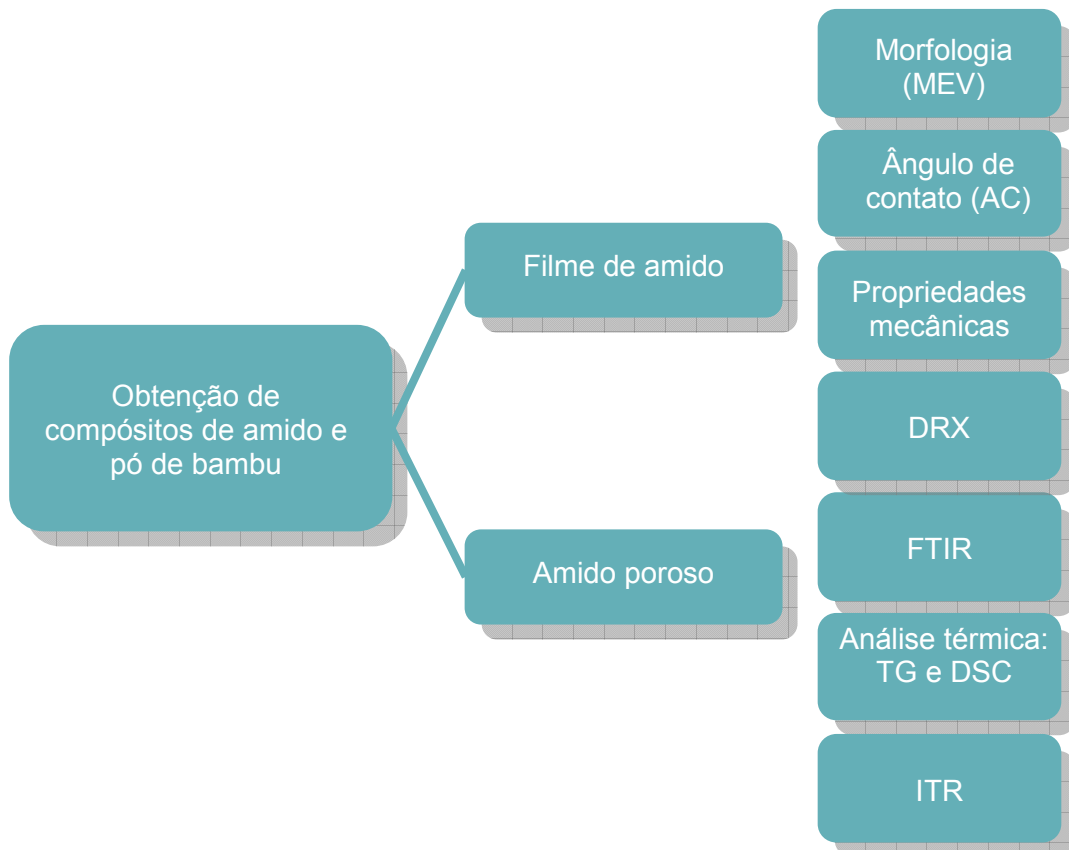 Obtenção de
compósitos de amido e
pó de bambu
Filme de amido
Amido poroso
Morfologia
(MEV)
Ângulo de
contato (AC)
Propriedades
mecânicas
DRX
FTIR
Análise térmica:
TG e DSC
ITR